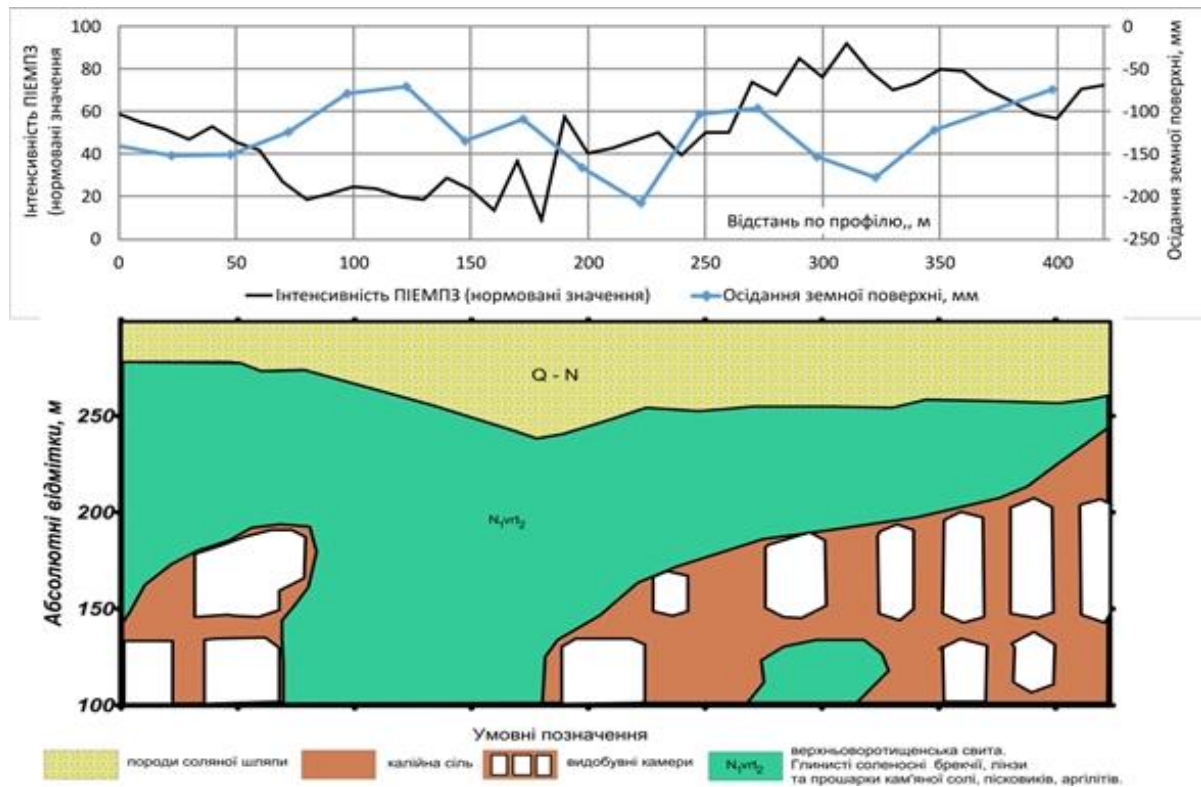 Інтенсивність ПІЕМПЗ
(нормовані значення
100
80
60
40
20
0
0
-50
-100
-150
-200
-250
Осідання земної поверхні, мм
Відстань по профілю,, м
0 50 100 150 200 250 300 350 400
Інтенсивність ПІЕМПЗ (нормовані значення) Осідання земної поверхні, мм
Абсолютні відмітки, м
250
200
150
100
Q - N
N₁vrt₂
Умовні позначення
породи соляної шляпи
калійна сіль
видобувні камери
N₁vrt₂
верхньоворотищенська свита.
Глинисті соленосні брекчії, лінзи
та прошарки кам'яної солі, пісковиків, аргілітів.